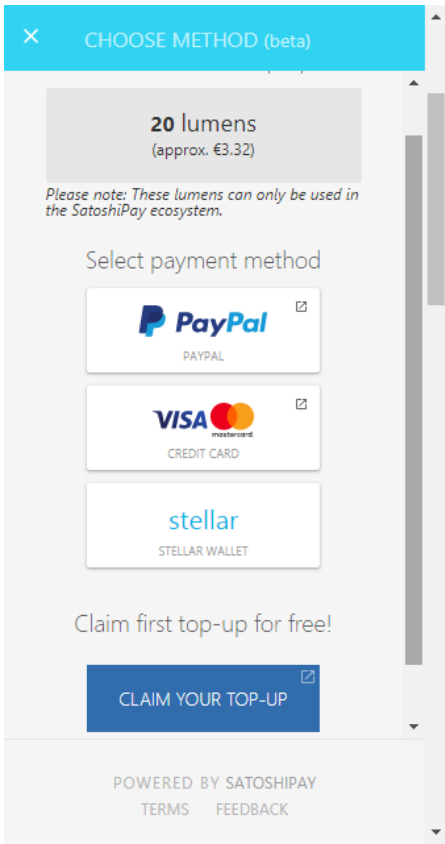 CHOOSE METHOD (beta)
20 lumens
(approx. €3.32)
Please note: These lumens can only be used in
the SatoshiPay ecosystem.
Select payment method
PayPal
PAYPAL
VISA
mastercard.
CREDIT CARD
stellar
STELLAR WALLET
Claim first top-up for free!
CLAIM YOUR TOP-UP
POWERED BY SATOSHIPAY
TERMS FEEDBACK